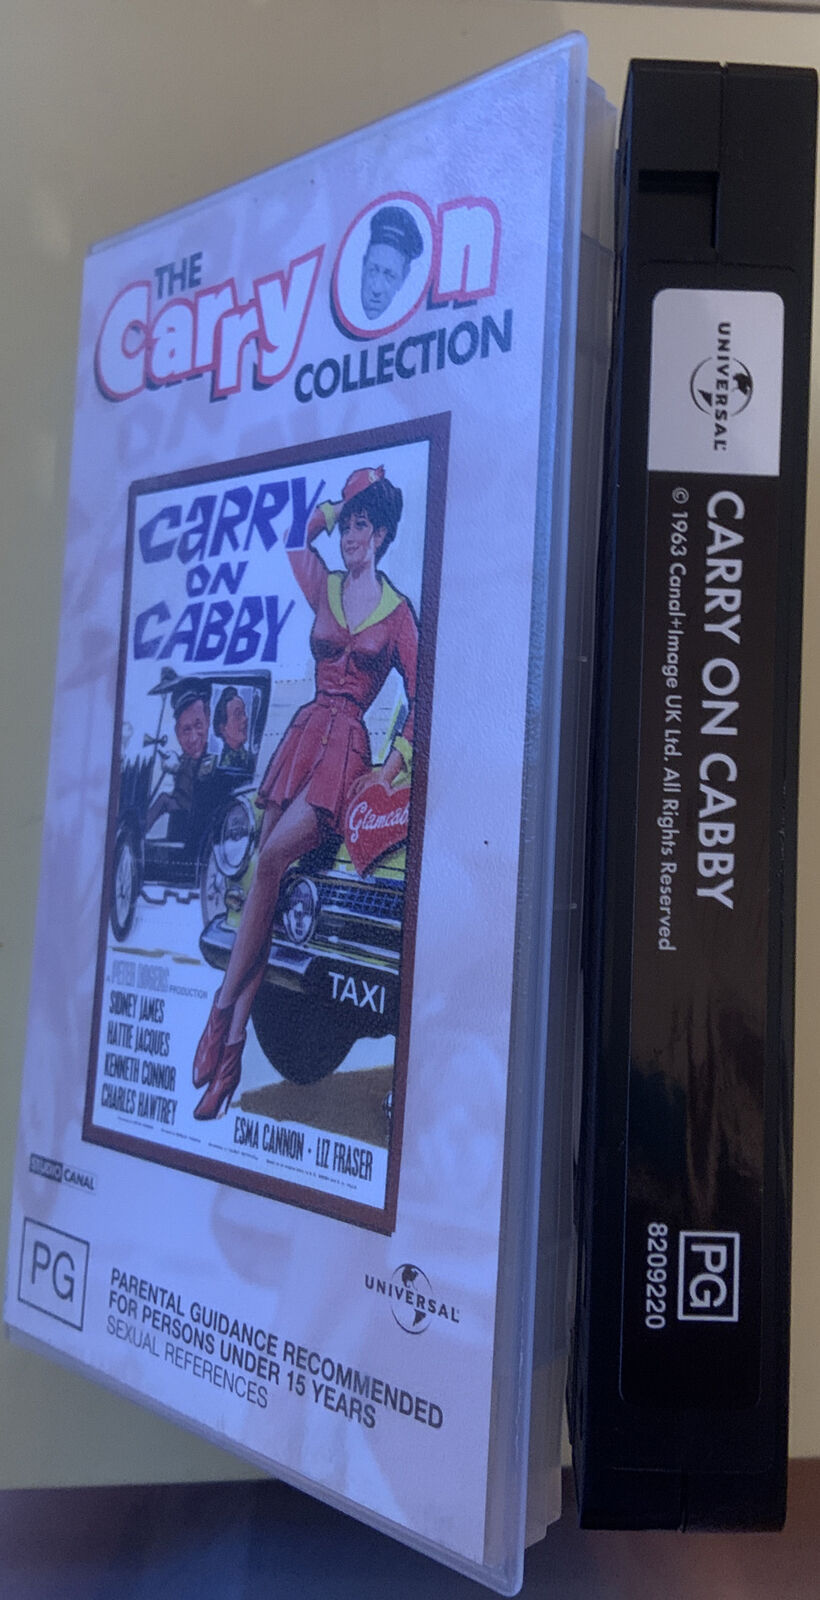 THE
Carry On
COLLECTION
CARRY
ON
CABBY
Glamcab
TAXI
A PETER ROGERS PRODUCTION
SIDNEY JAMES
HATTIE JACQUES
KENNETH CONNOR
CHARLES HAWTREY
ESMA CANNON · LIZ FRASER
STUDIO CANAL
PG
PARENTAL GUIDANCE RECOMMENDED
FOR PERSONS UNDER 15 YEARS
SEXUAL REFERENCES
UNIVERSAL
UNIVERSAL
CARRY ON CABBY
© 1963 Canal+Image UK Ltd. All Rights Reserved
PG
8209220